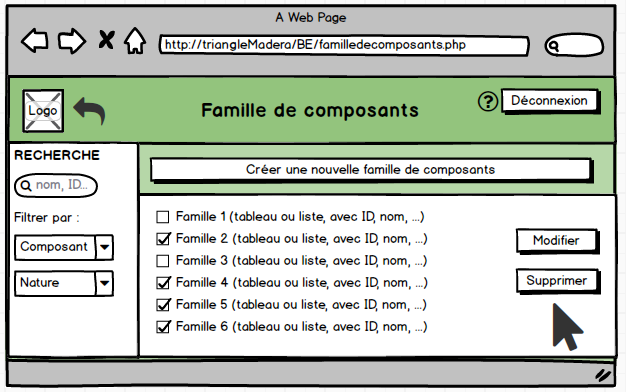 A Web Page
http://triangleMadera/BE/familledecomposants.php
Logo
Famille de composants
?
Déconnexion
RECHERCHE
nom, ID...
Filtrer par :
Composant
Nature
Créer une nouvelle famille de composants
Famille 1 (tableau ou liste, avec ID, nom, ...)
Famille 2 (tableau ou liste, avec ID, nom, ...)
Famille 3 (tableau ou liste, avec ID, nom, ...)
Famille 4 (tableau ou liste, avec ID, nom, ...)
Famille 5 (tableau ou liste, avec ID, nom, ...)
Famille 6 (tableau ou liste, avec ID, nom, ...)
Modifier
Supprimer